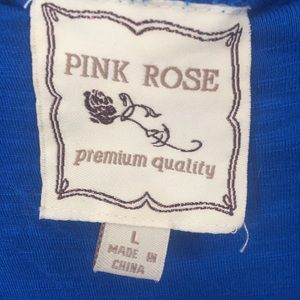 PINK ROSE
premium quality
L
MADE IN
CHINA